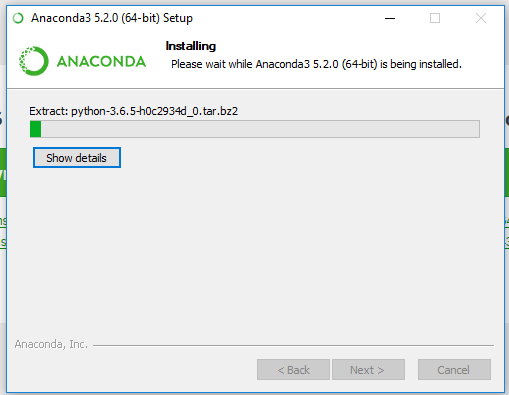 Anaconda3 5.2.0 (64-bit) Setup
Installing
Please wait while Anaconda3 5.2.0 (64-bit) is being installed.
ANACONDA
Extract: python-3.6.5-h0c2934d_0.tar.bz2
Show details
Anaconda, Inc.
< Back
Next >
Cancel